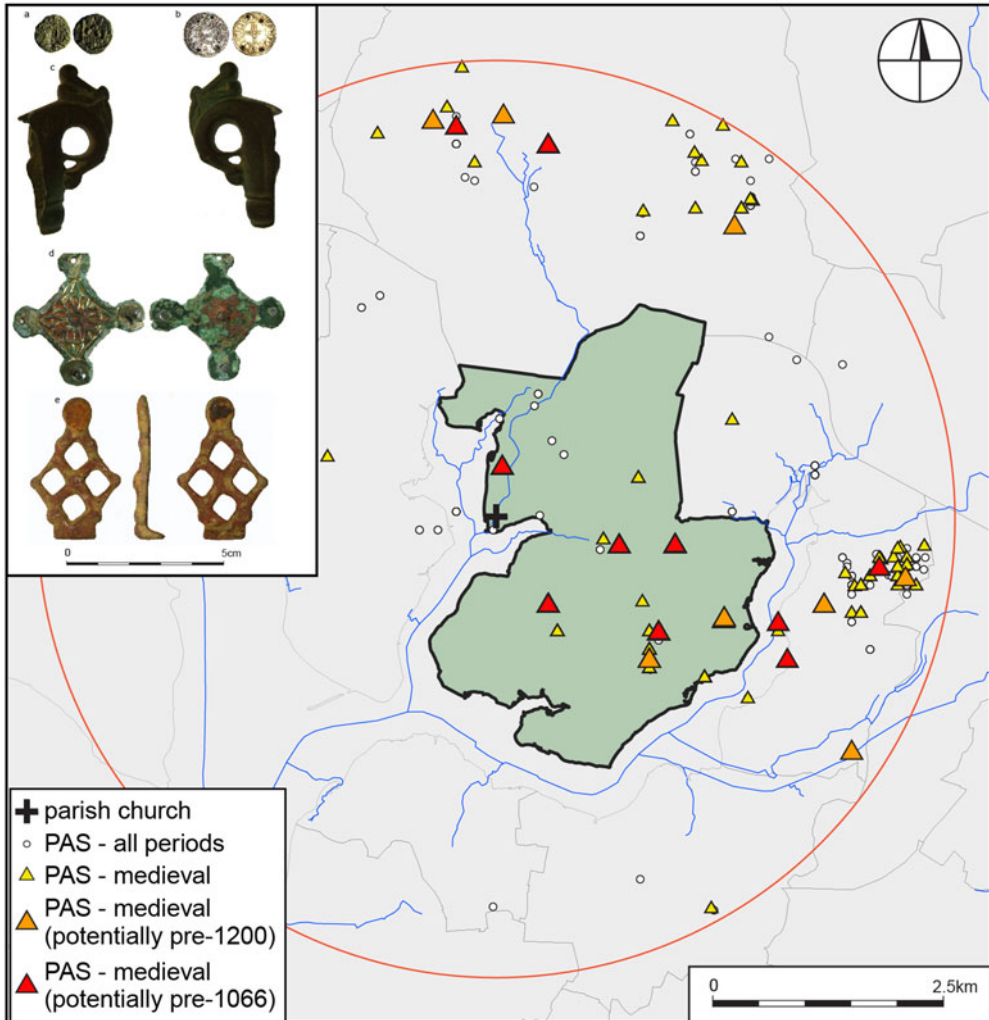 a
b
c
d
e
0 5cm
parish church
PAS - all periods
PAS - medieval
PAS - medieval
(potentially pre-1200)
PAS - medieval
(potentially pre-1066)
0 2.5km